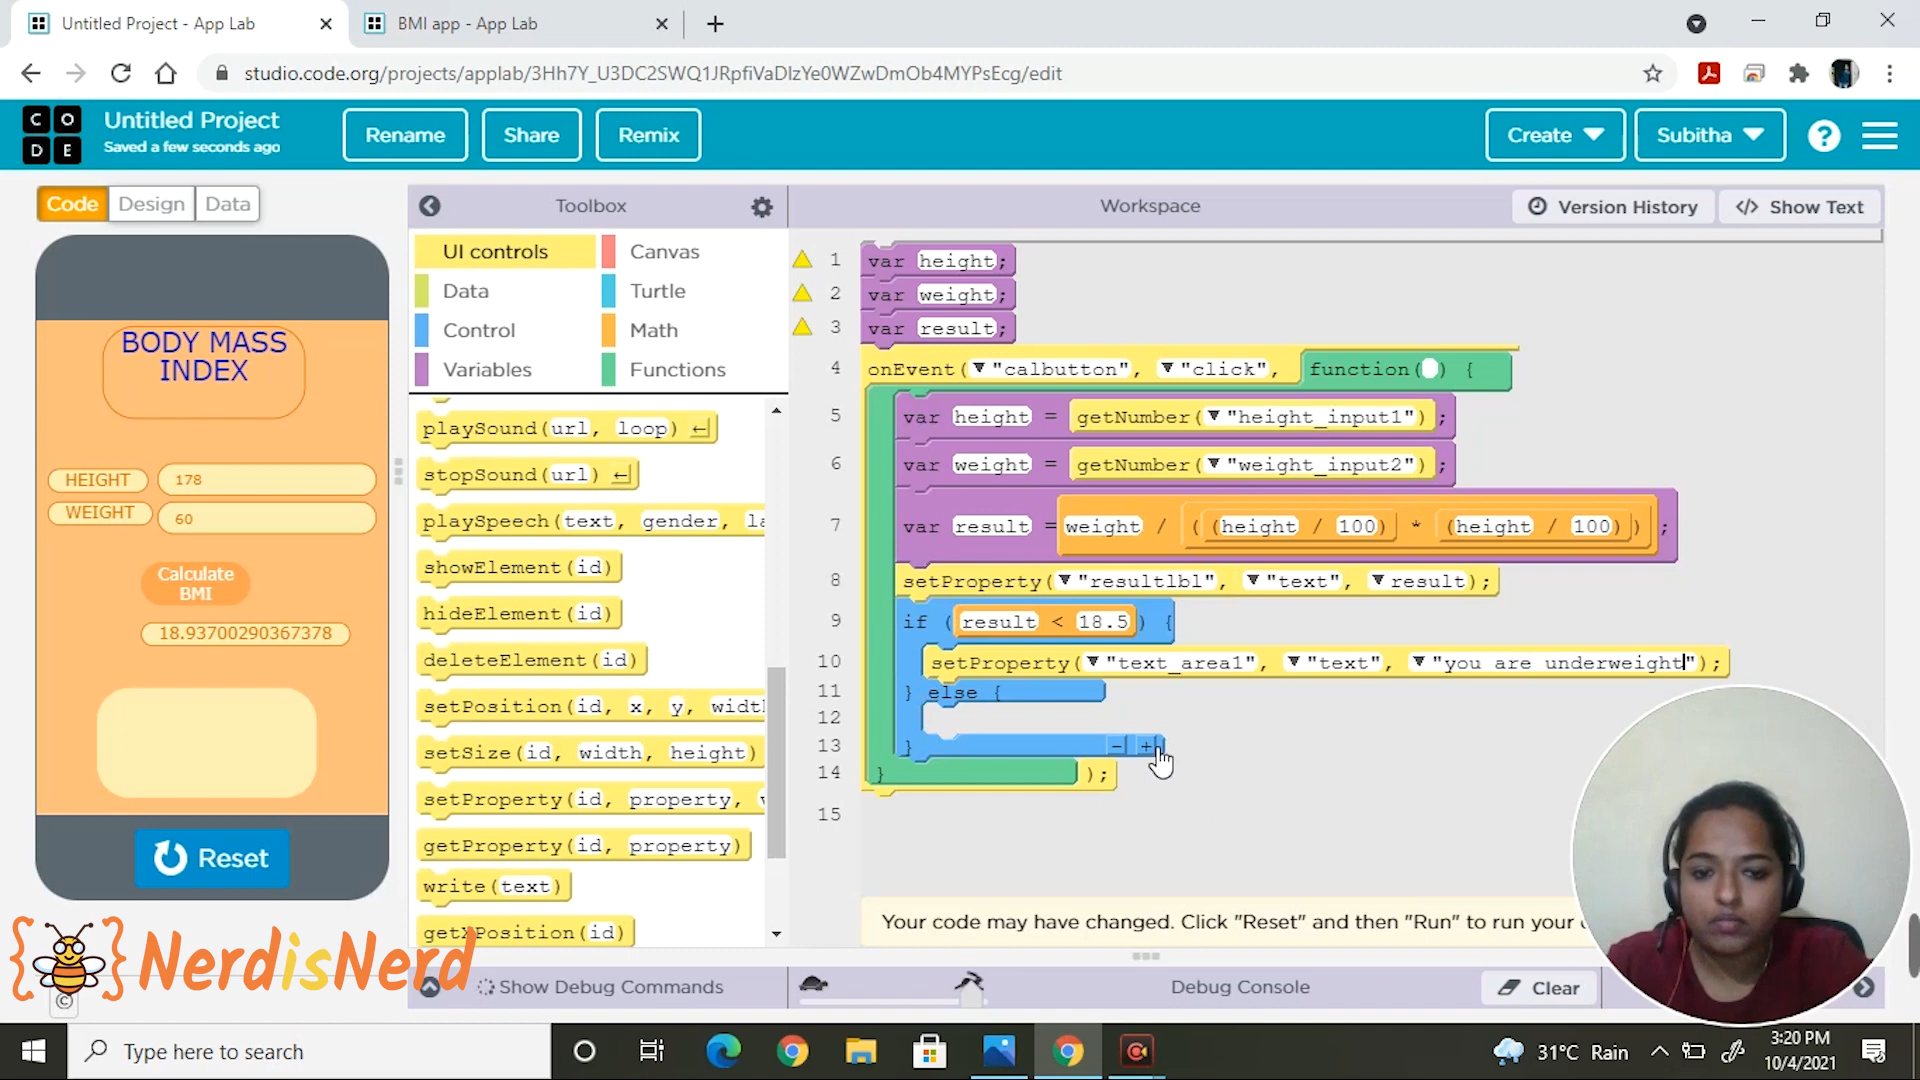 Untitled Project - App Lab
BMI app - App Lab
studio.code.org/projects/applab/3Hh7Y_U3DC2SWQ1JRpfiVaDlzYe0WZwDmOb4MYPsEcg/edit
CO
DE
Untitled Project
Saved a few seconds ago
Rename
Share
Remix
Create
Subitha
?
Code
Design
Data
Toolbox
Workspace
Version History
</> Show Text
UI controls
Canvas
Data
Turtle
Control
Math
Variables
Functions
playSound(url, loop)
stopSound(url)
playSpeech(text, gender, la
showElement(id)
hideElement(id)
deleteElement(id)
setPosition(id, x, y, widt
setSize(id, width, height)
setProperty(id, property, v
getProperty(id, property)
write(text)
getXPosition(id)
BODY MASS
INDEX
HEIGHT
178
WEIGHT
60
Calculate
BMI
18.93700290367378
Reset
1 var height;
2 var weight;
3 var result;
4 onEvent(▼"calbutton", ▼"click", function( ) {
5 var height = getNumber(▼"height_input1");
6 var weight = getNumber(▼"weight_input2");
7 var result = weight / ((height / 100) * (height / 100));
8 setProperty(▼"resultlbl", ▼"text", ▼result);
9 if (result < 18.5) {
10 setProperty(▼"text_area1", ▼"text", ▼"you are underweight");
11 } else {
12
13 } - +
14 });
15
Your code may have changed. Click "Reset" and then "Run" to run your
{ } NerdisNerd
©
Show Debug Commands
Debug Console
Clear
Type here to search
31°C Rain
3:20 PM
10/4/2021